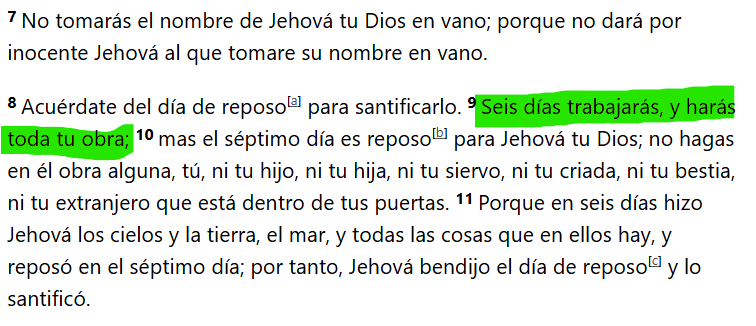 7 No tomarás el nombre de Jehová tu Dios en vano; porque no dará por
inocente Jehová al que tomare su nombre en vano.
8 Acuérdate del día de reposo[a] para santificarlo. 9 Seis días trabajarás, y harás
toda tu obra; 10 mas el séptimo día es reposo[b] para Jehová tu Dios; no hagas
en él obra alguna, tú, ni tu hijo, ni tu hija, ni tu siervo, ni tu criada, ni tu bestia,
ni tu extranjero que está dentro de tus puertas. 11 Porque en seis días hizo
Jehová los cielos y la tierra, el mar, y todas las cosas que en ellos hay, y
reposó en el séptimo día; por tanto, Jehová bendijo el día de reposo[c] y lo
santificó.